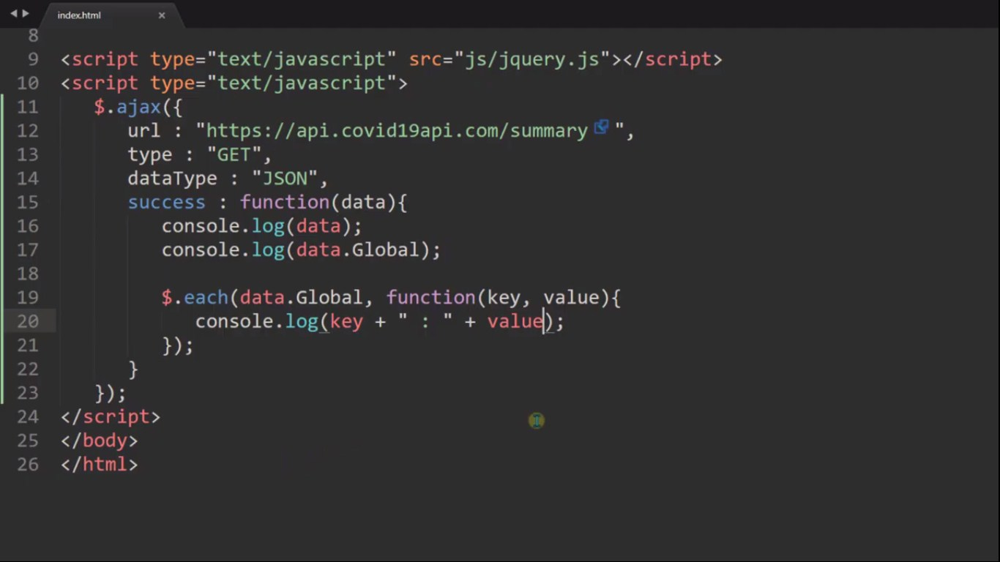 index.html
8
9 <script type="text/javascript" src="js/jquery.js"></script>
10 <script type="text/javascript">
11 $.ajax({
12 url : "https://api.covid19api.com/summary ",
13 type : "GET",
14 dataType : "JSON",
15 success : function(data){
16 console.log(data);
17 console.log(data.Global);
18
19 $.each(data.Global, function(key, value){
20 console.log(key + " : " + value);
21 });
22 }
23 });
24 </script>
25 </body>
26 </html>